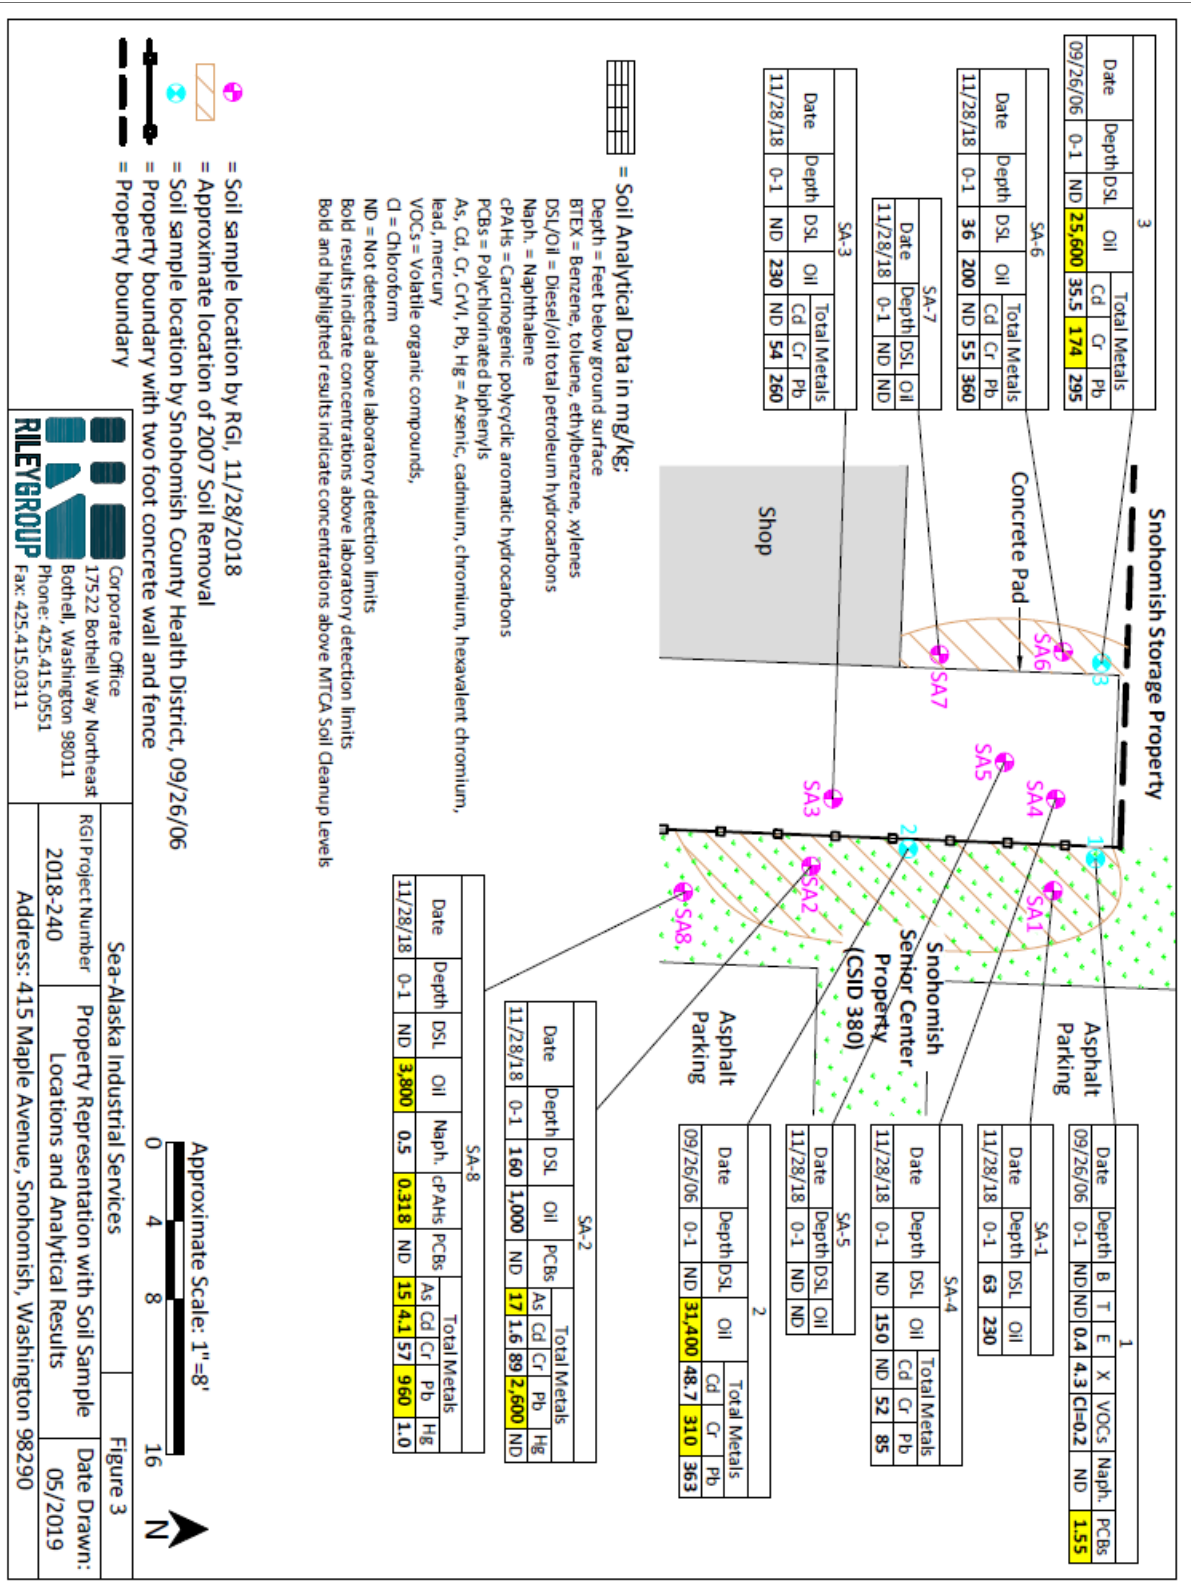 3
Date Depth DSL Oil Total Metals
Cd Cr Pb
09/26/06 0-1 ND 25,600 35.5 174 295
SA-6
Date Depth DSL Oil Total Metals
Cd Cr Pb
11/28/18 0-1 36 200 ND 55 360
SA-7
Date Depth DSL Oil
11/28/18 0-1 ND ND
SA-3
Date Depth DSL Oil Total Metals
Cd Cr Pb
11/28/18 0-1 ND 230 ND 54 260
Snohomish Storage Property
Concrete Pad
Shop
3
SA6
SA7
SA5
SA4
SA3
1
2
SA1
SA2
SA8
Snohomish
Senior Center
Property
(CSID 380)
Asphalt
Parking
Asphalt
Parking
1
Date Depth B T E X VOCs Naph. PCBs
09/26/06 0-1 ND ND 0.4 4.3 Cl=0.2 ND 1.55
SA-1
Date Depth DSL Oil
11/28/18 0-1 63 230
SA-4
Date Depth DSL Oil Total Metals
Cd Cr Pb
11/28/18 0-1 ND 150 ND 52 85
SA-5
Date Depth DSL Oil
11/28/18 0-1 ND ND
2
Date Depth DSL Oil Total Metals
Cd Cr Pb
09/26/06 0-1 ND 31,400 48.7 310 363
SA-2
Date Depth DSL Oil PCBs Total Metals
As Cd Cr Pb Hg
11/28/18 0-1 160 1,000 ND 17 1.6 89 2,600 ND
SA-8
Date Depth DSL Oil Naph. cPAHs PCBs Total Metals
As Cd Cr Pb Hg
11/28/18 0-1 ND 3,800 0.5 0.318 ND 15 4.1 57 960 1.0
= Soil Analytical Data in mg/kg;
Depth = Feet below ground surface
BTEX = Benzene, toluene, ethylbenzene, xylenes
DSL/Oil = Diesel/oil total petroleum hydrocarbons
Naph. = Naphthalene
cPAHs = Carcinogenic polycyclic aromatic hydrocarbons
PCBs = Polychlorinated biphenyls
As, Cd, Cr, CrVI, Pb, Hg = Arsenic, cadmium, chromium, hexavalent chromium,
lead, mercury
VOCs = Volatile organic compounds,
Cl = Chloroform
ND = Not detected above laboratory detection limits
Bold results indicate concentrations above laboratory detection limits
Bold and highlighted results indicate concentrations above MTCA Soil Cleanup Levels
= Soil sample location by RGI, 11/28/2018
= Approximate location of 2007 Soil Removal
= Soil sample location by Snohomish County Health District, 09/26/06
= Property boundary with two foot concrete wall and fence
= Property boundary
Approximate Scale: 1"=8'
0 4 8 16
N
RILEYGROUP
Corporate Office
17522 Bothell Way Northeast
Bothell, Washington 98011
Phone: 425.415.0551
Fax: 425.415.0311
Sea-Alaska Industrial Services
Figure 3
RGI Project Number
2018-240
Property Representation with Soil Sample
Locations and Analytical Results
Date Drawn:
05/2019
Address: 415 Maple Avenue, Snohomish, Washington 98290